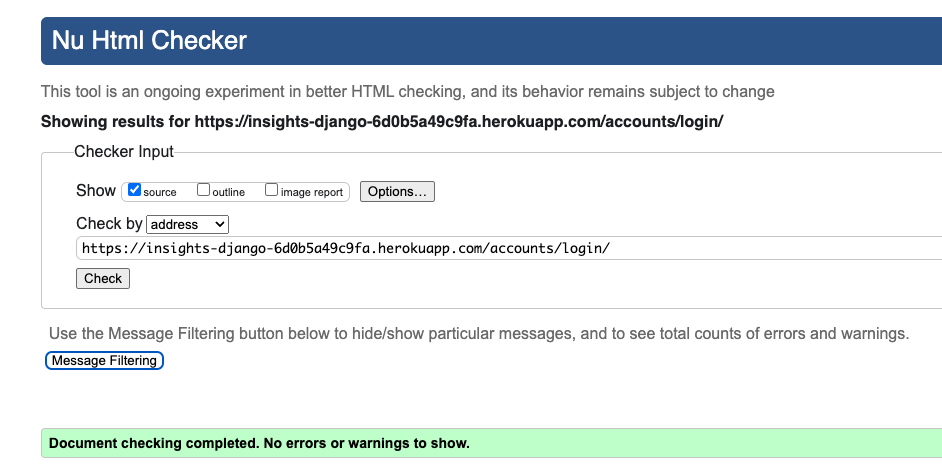 Nu Html Checker
This tool is an ongoing experiment in better HTML checking, and its behavior remains subject to change
Showing results for https://insights-django-6d0b5a49c9fa.herokuapp.com/accounts/login/
Checker Input
Show source outline image report Options...
Check by address
https://insights-django-6d0b5a49c9fa.herokuapp.com/accounts/login/
Check
Use the Message Filtering button below to hide/show particular messages, and to see total counts of errors and warnings.
Message Filtering
Document checking completed. No errors or warnings to show.